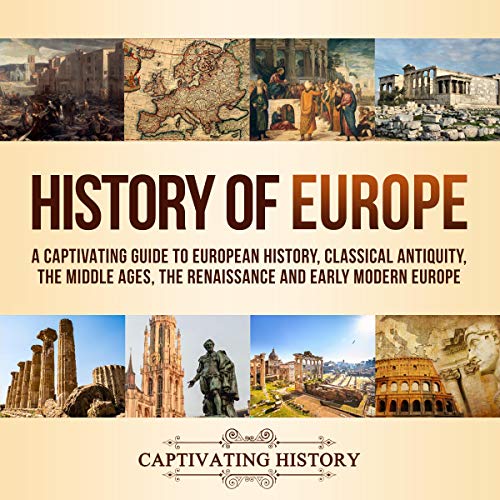 HISTORY OF EUROPE
A CAPTIVATING GUIDE TO EUROPEAN HISTORY, CLASSICAL ANTIQUITY,
THE MIDDLE AGES, THE RENAISSANCE AND EARLY MODERN EUROPE
CAPTIVATING HISTORY